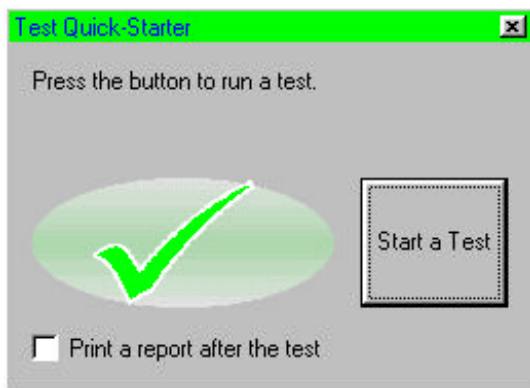 Test Quick-Starter
Press the button to run a test.
Start a Test
Print a report after the test